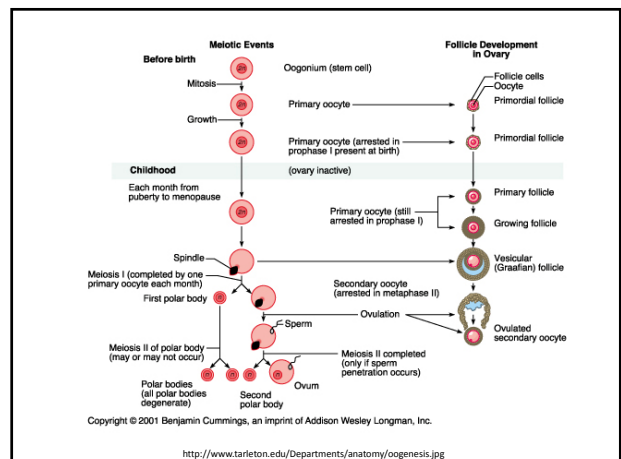 Meiotic Events
Follicle Development
in Ovary
Before birth
Oogonium (stem cell)
Follicle cells
Oocyte
Mitosis
Primary oocyte
Primordial follicle
Growth
Primary oocyte (arrested in
prophase I present at birth)
Primordial follicle
Childhood
(ovary inactive)
Each month from
puberty to menopause
Primary follicle
Primary oocyte (still
arrested in prophase I)
Growing follicle
Spindle
Vesicular
(Graafian) follicle
Meiosis I (completed by one
primary oocyte each month)
Secondary oocyte
(arrested in metaphase II)
First polar body
Ovulation
Sperm
Ovulated
secondary oocyte
Meiosis II of polar body
(may or may not occur)
Meiosis II completed
(only if sperm
penetration occurs)
Polar bodies
(all polar bodies
degenerate)
Second
polar body
Ovum
Copyright © 2001 Benjamin Cummings, an imprint of Addison Wesley Longman, Inc.
http://www.tarleton.edu/Departments/anatomy/oogenesis.jpg